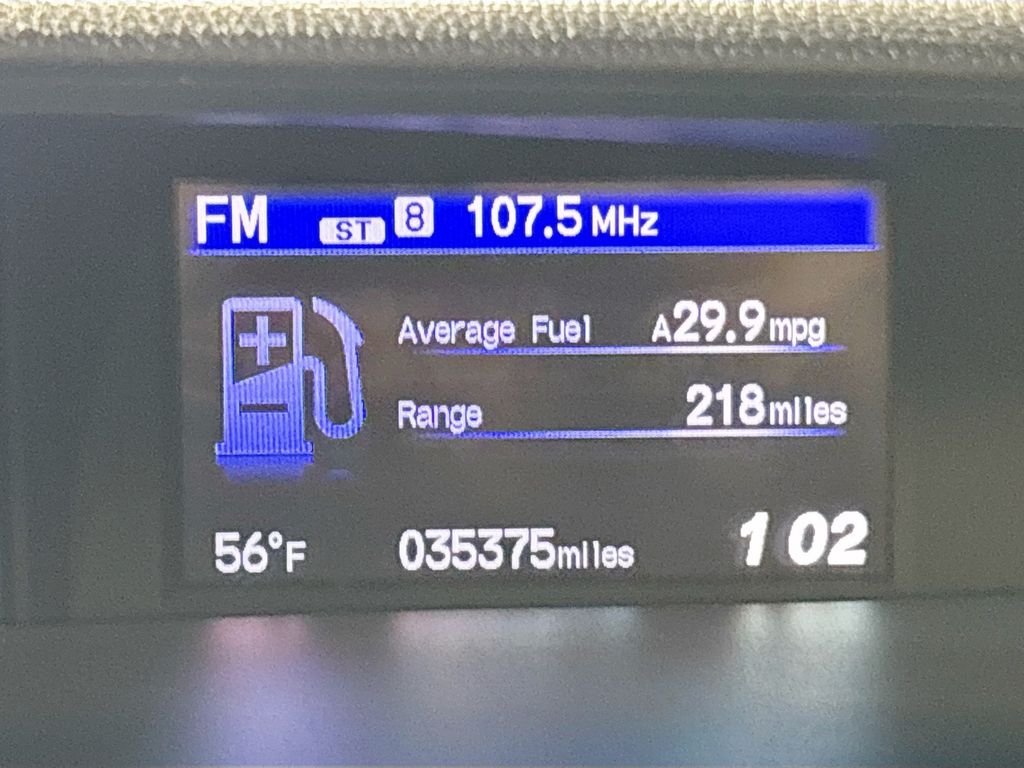 FM ST 8 107.5 MHz
Average Fuel A29.9mpg
Range 218miles
56°F 035375miles 1 02